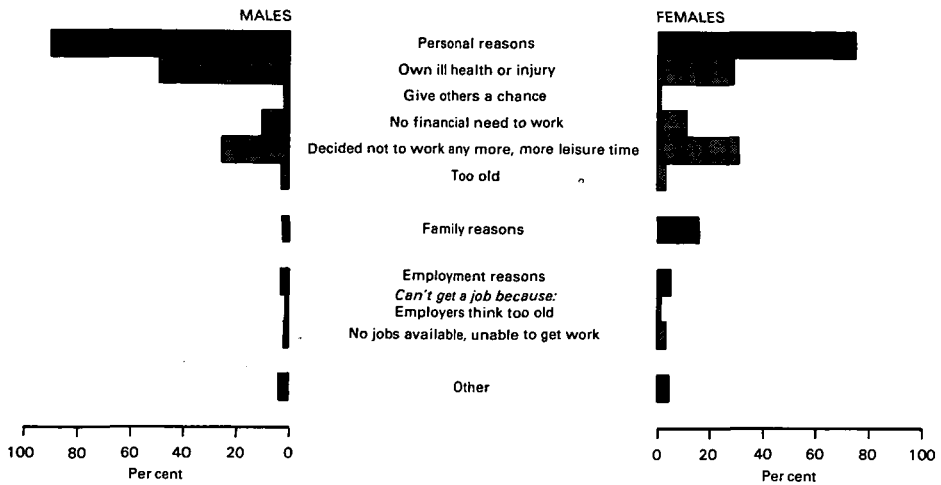 MALES
FEMALES
Personal reasons
Own ill health or injury
Give others a chance
No financial need to work
Decided not to work any more, more leisure time
Too old
Family reasons
Employment reasons
Can't get a job because:
Employers think too old
No jobs available, unable to get work
Other
100 80 60 40 20 0
Per cent
0 20 40 60 80 100
Per cent